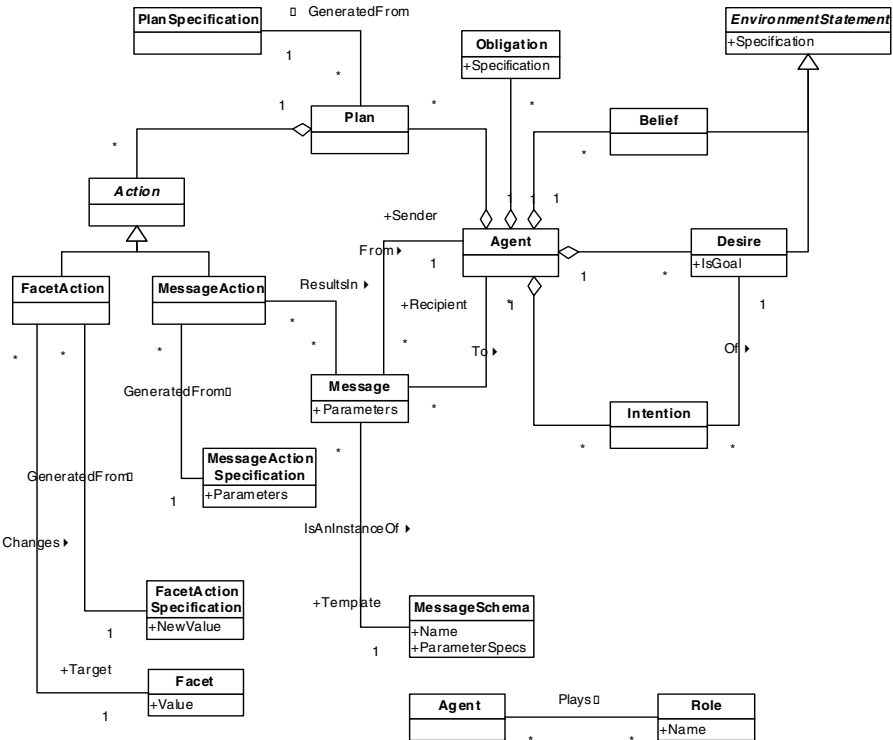 GeneratedFrom
PlanSpecification
EnvironmentStatement
+Specification
Obligation
+Specification
1
*
1
*
*
Plan
Belief
*
*
*
Action
1
1
1
+Sender
Agent
Desire
+IsGoal
From
1
ResultsIn
1
*
FacetAction
MessageAction
+Recipient
*
1
1
*
*
*
*
*
*
To
Of
Message
+Parameters
GeneratedFrom
*
Intention
*
*
*
MessageAction
Specification
+Parameters
GeneratedFrom
1
IsAnInstanceOf
Changes
FacetAction
Specification
+NewValue
+Template
MessageSchema
+Name
+ParameterSpecs
1
1
+Target
Facet
+Value
1
Agent
Plays
Role
+Name
*
*